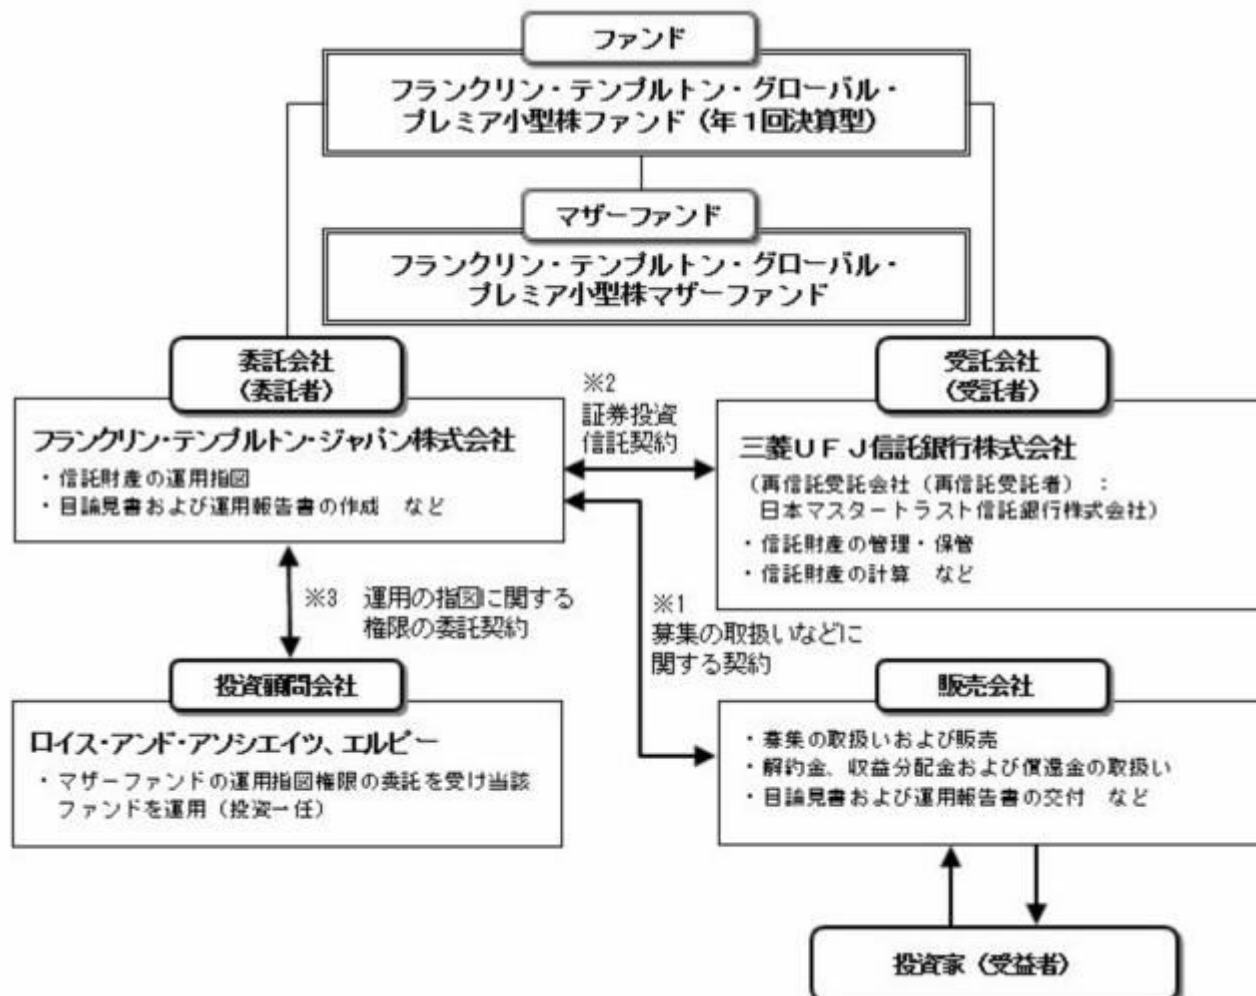 ファンド
フランクリン・テンプルトン・グローバル・
プレミア小型株ファンド（年１回決算型）
マザーファンド
フランクリン・テンプルトン・グローバル・
プレミア小型株マザーファンド
委託会社
（委託者）
フランクリン・テンプルトン・ジャパン株式会社
・信託財産の運用指図
・目論見書および運用報告書の作成　など
※2
証券投資
信託契約
受託会社
（受託者）
三菱ＵＦＪ信託銀行株式会社
（再信託受託会社（再信託受託者）：
日本マスタートラスト信託銀行株式会社）
・信託財産の管理・保管
・信託財産の計算　など
※3　運用の指図に関する
権限の委託契約
※1
募集の取扱いなどに
関する契約
投資顧問会社
ロイス・アンド・アソシエイツ、エルピー
・マザーファンドの運用指図権限の委託を受け当該
ファンドを運用（投資一任）
販売会社
・募集の取扱いおよび販売
・解約金、収益分配金および償還金の取扱い
・目論見書および運用報告書の交付　など
投資家（受益者）